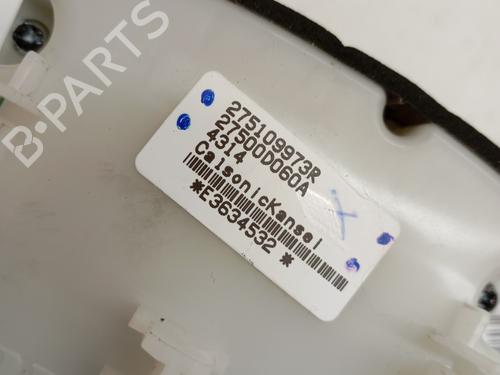 B-PARTS
275109973R
27500D060A
4314
CalsonicKansei
*E3634532*